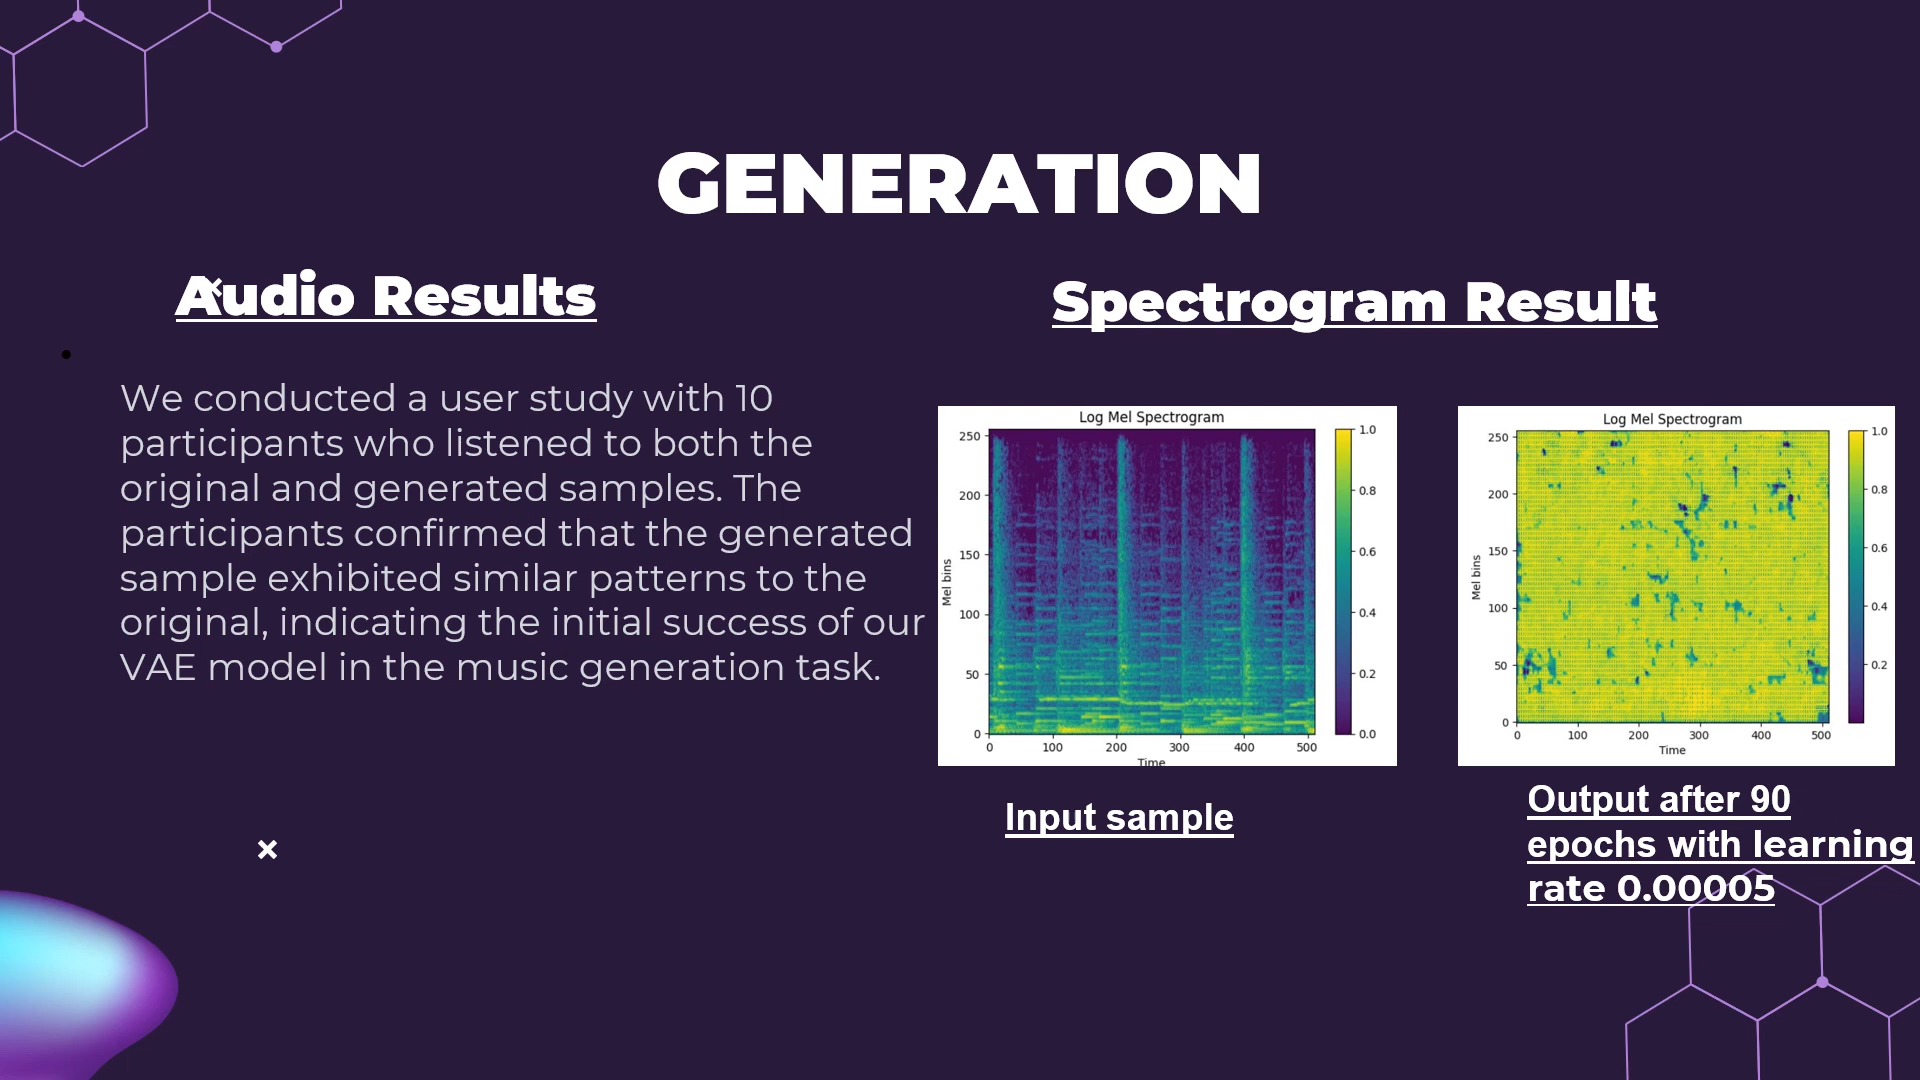 GENERATION
Audio Results
We conducted a user study with 10
participants who listened to both the
original and generated samples. The
participants confirmed that the generated
sample exhibited similar patterns to the
original, indicating the initial success of our
VAE model in the music generation task.
Spectrogram Result
Log Mel Spectrogram
Mel bins
250
200
150
100
50
0
0 100 200 300 400 500
Time
1.0
0.8
0.6
0.4
0.2
0.0
Input sample
Log Mel Spectrogram
Mel bins
250
200
150
100
50
0
0 100 200 300 400 500
Time
1.0
0.8
0.6
0.4
0.2
Output after 90
epochs with learning
rate 0.00005